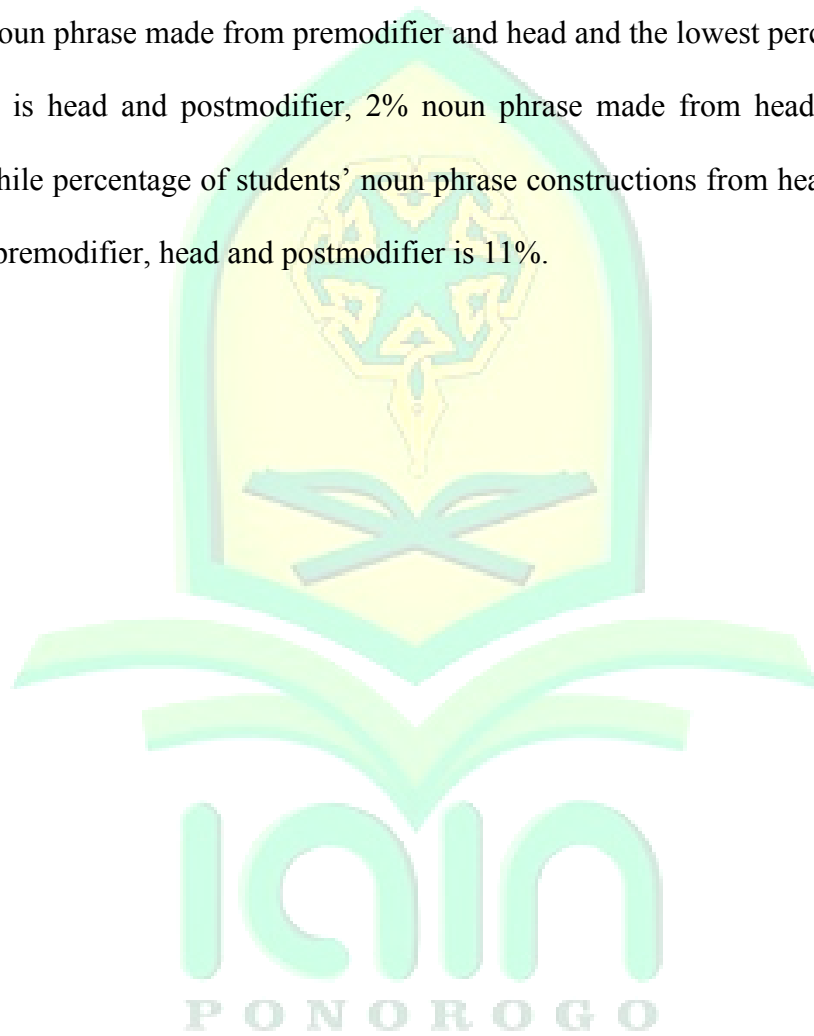 oun phrase made from premodifier and head and the lowest perc
is head and postmodifier, 2% noun phrase made from head
hile percentage of students’ noun phrase constructions from hea
premodifier, head and postmodifier is 11%.
iain
PONOROGO